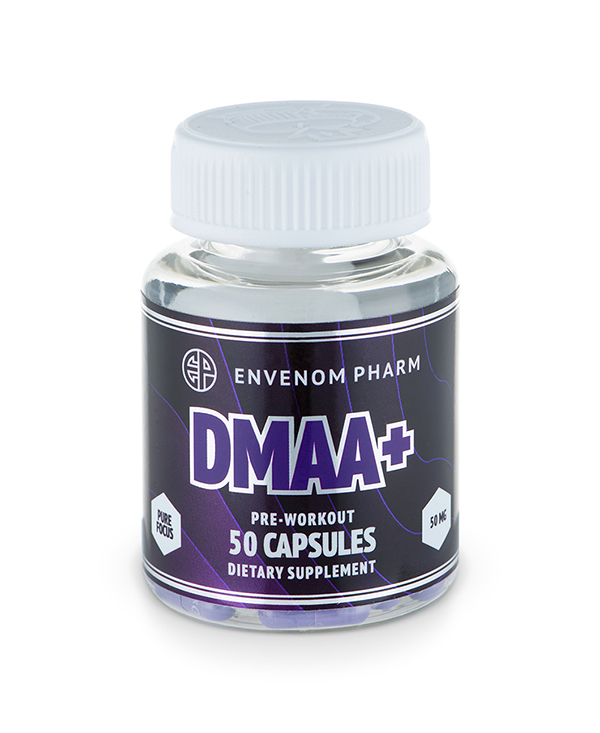 ENVENOM PHARM
DMAA+
PRE-WORKOUT
50 CAPSULES
DIETARY SUPPLEMENT
PURE
FOCUS
50 MG